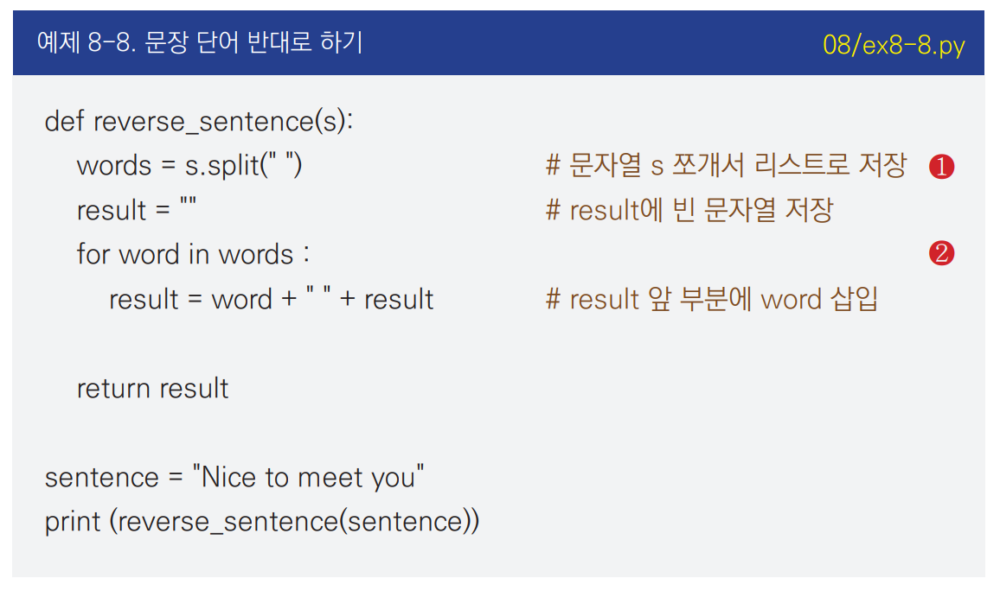 예제 8-8. 문장 단어 반대로 하기 08/ex8-8.py
def reverse_sentence(s):
    words = s.split(" ") # 문자열 s 쪼개서 리스트로 저장 ❶
    result = "" # result에 빈 문자열 저장
    for word in words : ❷
        result = word + " " + result # result 앞 부분에 word 삽입
    return result
sentence = "Nice to meet you"
print (reverse_sentence(sentence))